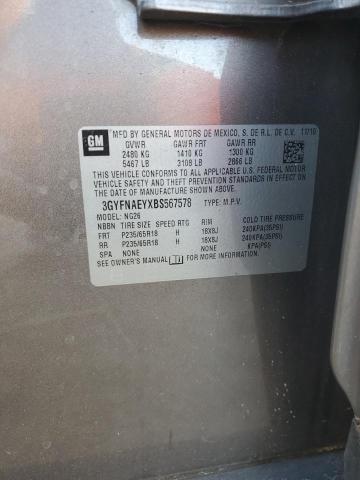 GM
MFD BY GENERAL MOTORS DE MEXICO, S. DE R.L. DE C.V. 11/10
GVWR GAWR FRT GAWR RR
2480 KG 1410 KG 1300 KG
5467 LB 3108 LB 2866 LB
THIS VEHICLE CONFORMS TO ALL APPLICABLE U.S. FEDERAL MOTOR
VEHICLE SAFETY AND THEFT PREVENTION STANDARDS IN EFFECT
ON THE DATE OF MANUFACTURE SHOWN ABOVE.
3GYFNAEYXBS567578 TYPE: M.P.V.
MODEL: NG26
NBBN TIRE SIZE SPEED RTG RIM COLD TIRE PRESSURE
FRT P235/65R18 H 18X8J 240KPA(35PSI)
RR P235/65R18 H 18X8J 240KPA(35PSI)
SPA NONE NONE KPA(PSI)
SEE OWNER'S MANUAL FOR ADDITIONAL INFORMATION.